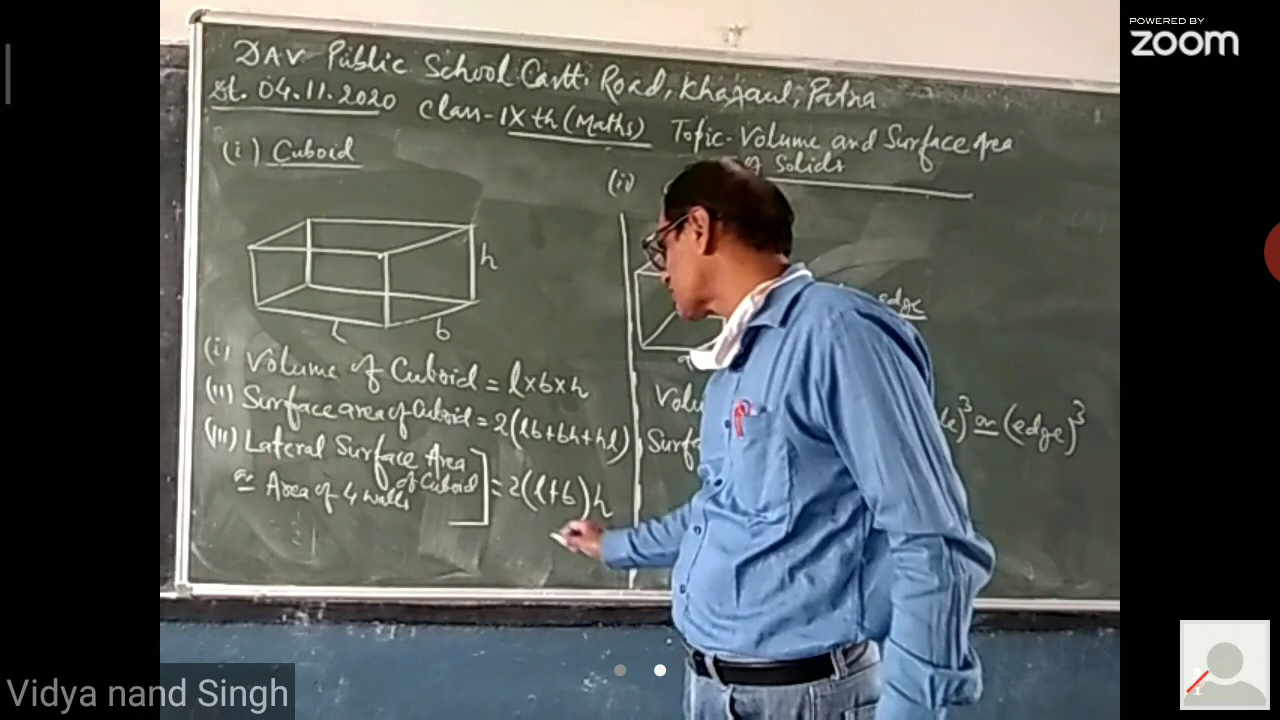 POWERED BY
zoom
DAV Public School Cantt. Road, Khagaul, Patna
dt. 04.11.2020 Class-IX th (Maths) Topic-Volume and Surface Area
of Solids
(i) Cuboid
h
l b
(i) Volume of Cuboid = l×b×h
(ii) Surface area of Cuboid = 2(lb+bh+hl)
(iii) Lateral Surface Area
of Cuboid
or Area of 4 walls
= 2(l+b)h
(ii)
edge
a
)³ or (edge)³
Vidya nand Singh